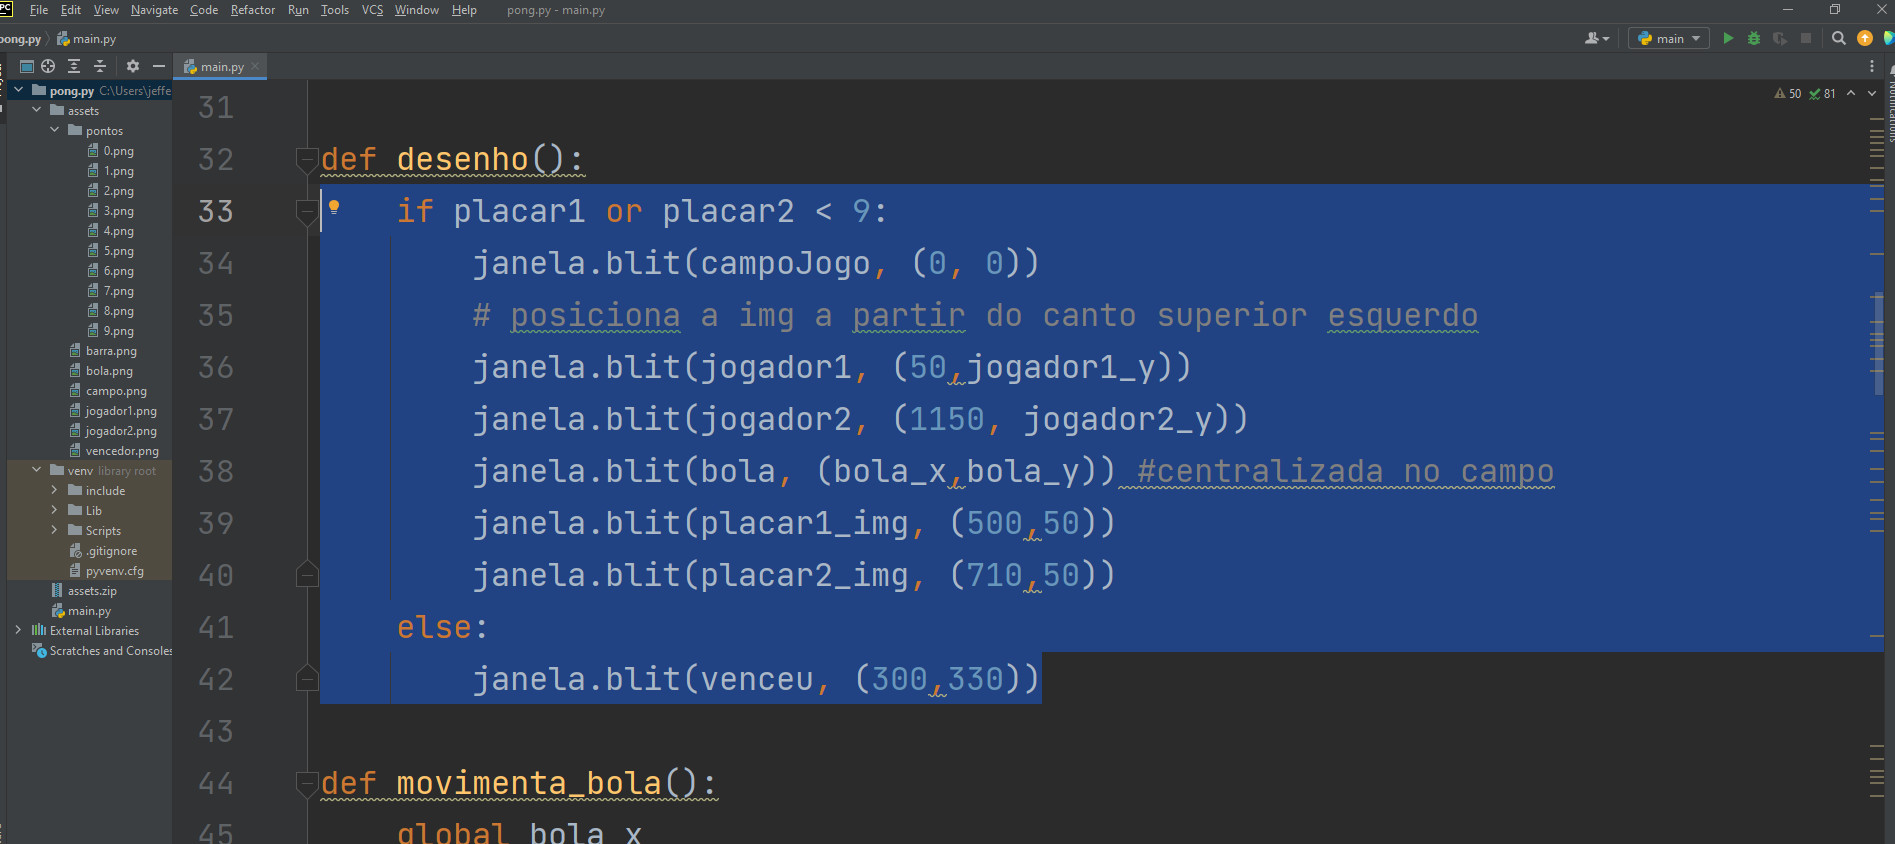 PC File Edit View Navigate Code Refactor Run Tools VCS Window Help pong.py - main.py
pong.py main.py
main
main.py
pong.py C:\Users\jeffe
assets
pontos
0.png
1.png
2.png
3.png
4.png
5.png
6.png
7.png
8.png
9.png
barra.png
bola.png
campo.png
jogador1.png
jogador2.png
vencedor.png
venv library root
include
Lib
Scripts
.gitignore
pyvenv.cfg
assets.zip
main.py
External Libraries
Scratches and Consoles
50 81
31
32 def desenho():
33 if placar1 or placar2 < 9:
34 janela.blit(campoJogo, (0, 0))
35 # posiciona a img a partir do canto superior esquerdo
36 janela.blit(jogador1, (50,jogador1_y))
37 janela.blit(jogador2, (1150, jogador2_y))
38 janela.blit(bola, (bola_x,bola_y)) #centralizada no campo
39 janela.blit(placar1_img, (500,50))
40 janela.blit(placar2_img, (710,50))
41 else:
42 janela.blit(venceu, (300,330))
43
44 def movimenta_bola():
45 global bola_x